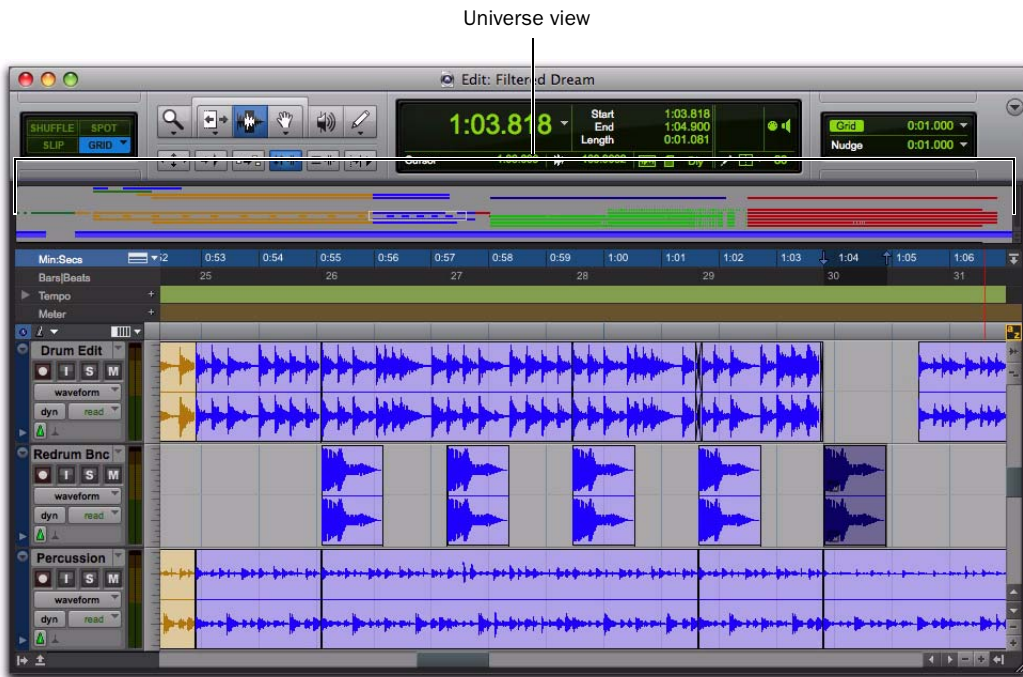 Universe view
Edit: Filtered Dream
SHUFFLE SPOT
SLIP GRID
1:03.818
Start 1:03.818
End 1:04.900
Length 0:01.081
Grid 0:01.000
Nudge 0:01.000
Cursor
Dly
Min:Secs 0:53 0:54 0:55 0:56 0:57 0:58 0:59 1:00 1:01 1:02 1:03 1:04 1:05 1:06
Bars|Beats 25 26 27 28 29 30 31
Tempo +
Meter +
a z
Drum Edit
I S M
waveform
dyn read
Redrum Bnc
I S M
waveform
dyn read
Percussion
I S M
waveform
dyn read